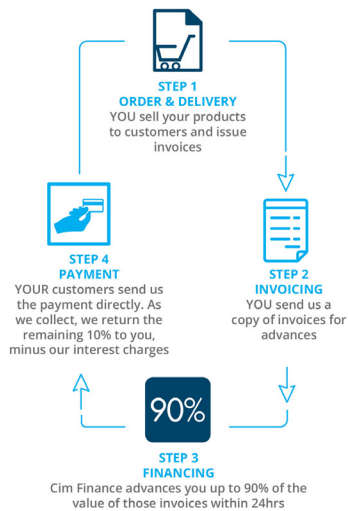 STEP 1
ORDER & DELIVERY
YOU sell your products
to customers and issue
invoices
STEP 2
INVOICING
YOU send us a
copy of invoices for
advances
90%
STEP 3
FINANCING
Cim Finance advances you up to 90% of the
value of those invoices within 24hrs
STEP 4
PAYMENT
YOUR customers send us
the payment directly. As
we collect, we return the
remaining 10% to you,
minus our interest charges